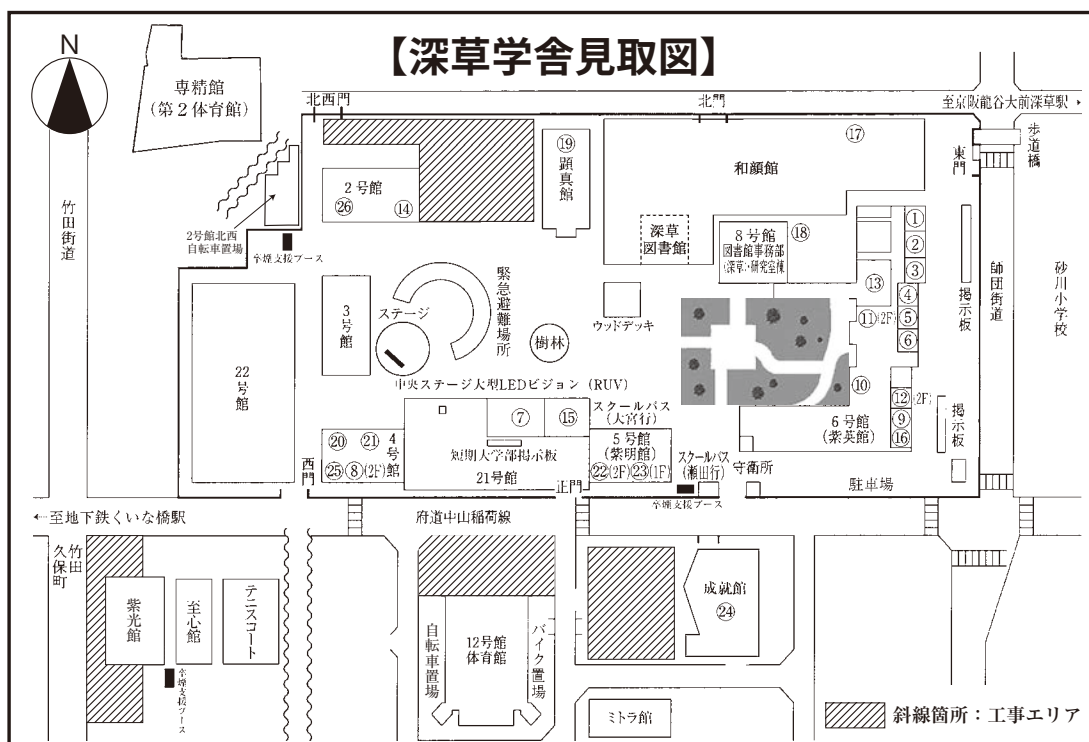 【深草学舎見取図】
N
専精館
（第2体育館）
北西門
北門
至京阪龍谷大前深草駅
歩道橋
東門
竹田街道
2号館北西
自転車置場
卒煙支援ブース
2号館
㉖
⑭
⑲
顕真館
和顔館
⑰
深草
図書館
8号館
図書館事務部
（深草）・研究室棟
⑱
①
②
③
④
⑤
⑥
⑬
⑪(2F)
⑩
掲示板
師団街道
砂川小学校
22号館
3号館
ステージ
緊急避難場所
樹林
ウッドデッキ
中央ステージ大型LEDビジョン（RUV）
⑦
⑮
スクールバス
（大宮行）
短期大学部掲示板
21号館
⑳
㉑
4号館
㉕⑧(2F)
西門
正門
5号館
（紫明館）
㉒(2F)㉓(1F)
スクールバス
（瀬田行）
卒煙支援ブース
守衛所
6号館
（紫英館）
⑫(2F)
⑨
⑯
掲示板
駐車場
←至地下鉄くいな橋駅
府道中山稲荷線
竹田
久保町
紫光館
至心館
テニスコート
卒煙支援ブース
自転車置場
12号館
体育館
バイク置場
成就館
㉔
ミトラ館
斜線箇所：工事エリア